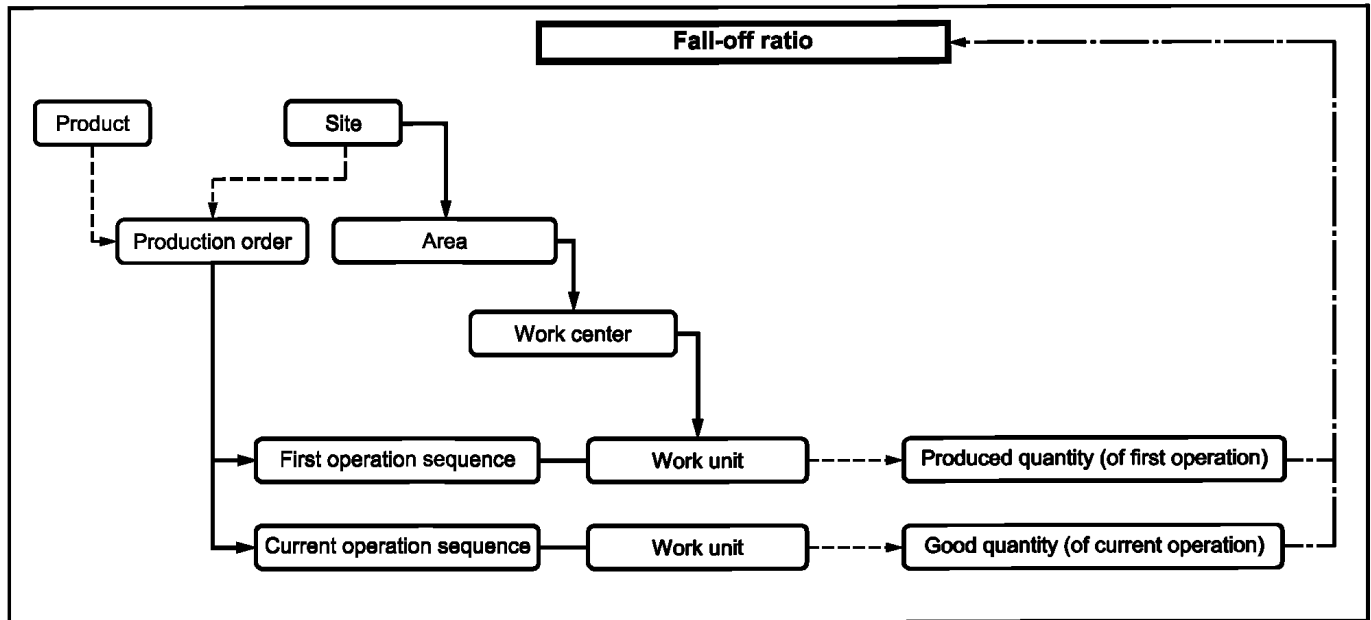 Fall-off ratio
Product
Site
Production order
Area
Work center
First operation sequence
Work unit
Produced quantity (of first operation)
Current operation sequence
Work unit
Good quantity (of current operation)